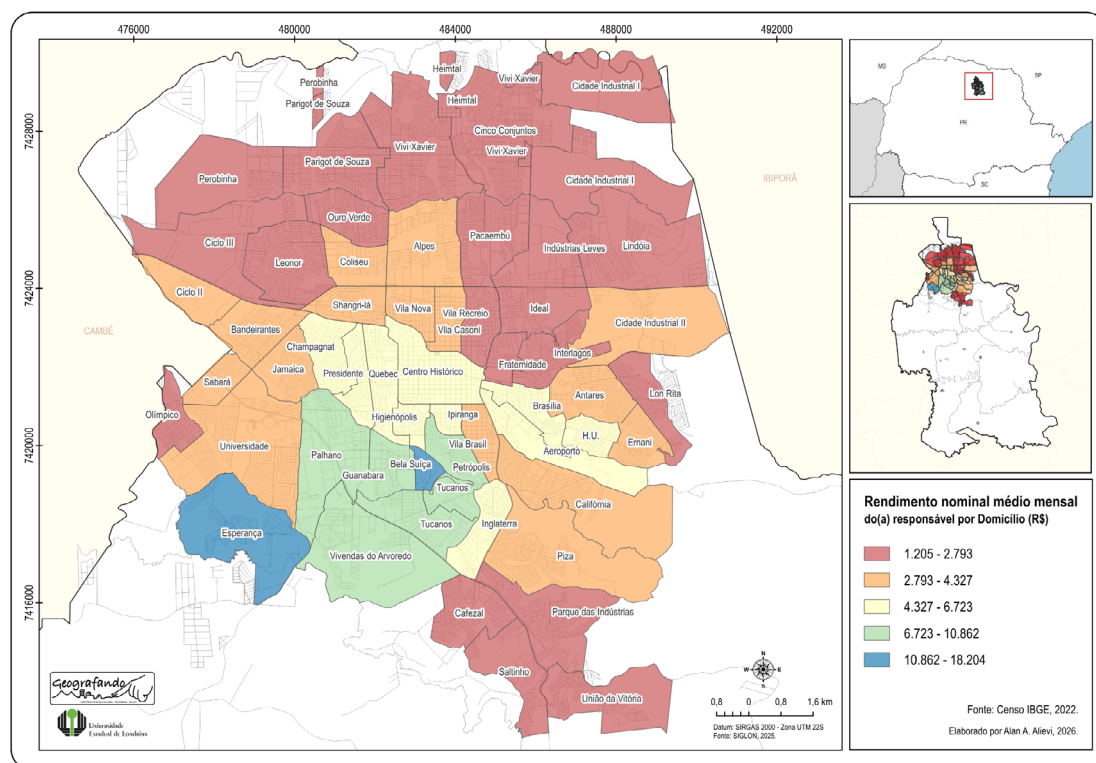 476000
480000
484000
488000
492000
7428000
7424000
7420000
7416000
Heimtal
Perobinha
Parigot de Souza
Vivi Xavier
Cidade Industrial I
Heimtal
Cinco Conjuntos
Vivi Xavier
Vivi Xavier
Parigot de Souza
Perobinha
Cidade Industrial I
IBIPORÃ
Ouro Verde
Ciclo III
Leonor
Coliseu
Alpes
Pacaembú
Indústrias Leves
Lindóia
Ciclo II
Shangri-lá
Vila Nova
Vila Recreio
Ideal
Cidade Industrial II
CAMBÉ
Bandeirantes
Vila Casoni
Champagnat
Interlagos
Fraternidade
Jamaica
Presidente
Quebec
Centro Histórico
Sabará
Antares
Lon Rita
Olímpico
Brasília
Higienópolis
Ipiranga
H.U.
Ernani
Universidade
Vila Brasil
Aeroporto
Palhano
Bela Suíça
Petrópolis
Guanabara
Tucanos
Califórnia
Esperança
Tucanos
Inglaterra
Vivendas do Arvoredo
Piza
Cafezal
Parque das Indústrias
Saltinho
União da Vitória
N
W
E
S
0,8
0
0,8
1,6 km
Datum: SIRGAS 2000 - Zona UTM 22S
Fonte: SIGLON, 2025.
Geografando
Universidade
Estadual de Londrina
MS
SP
PR
SC
Rendimento nominal médio mensal
do(a) responsável por Domicílio (R$)
1.205 - 2.793
2.793 - 4.327
4.327 - 6.723
6.723 - 10.862
10.862 - 18.204
Fonte: Censo IBGE, 2022.
Elaborado por Alan A. Alievi, 2026.